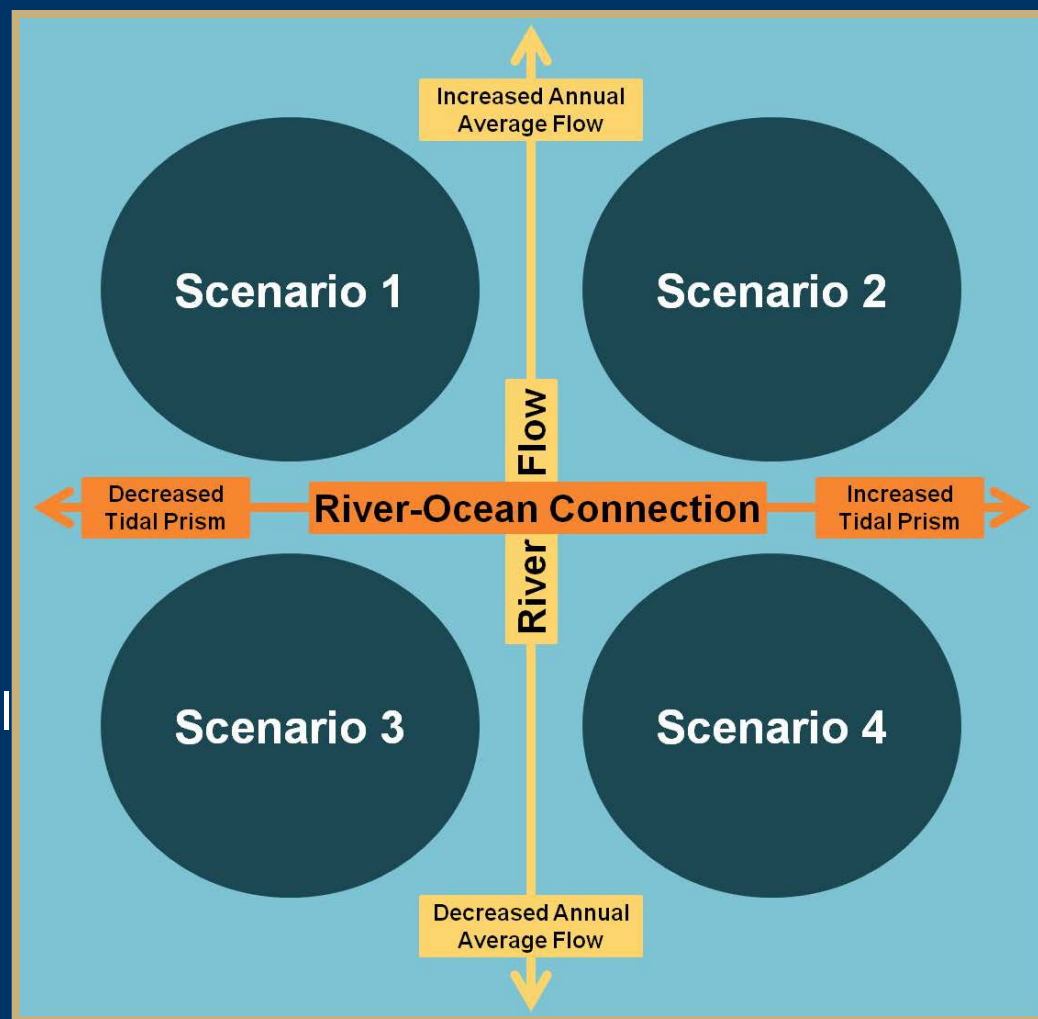 Increased Annual
Average Flow
Scenario 1
Scenario 2
River Flow
Decreased
Tidal Prism
River-Ocean Connection
Increased
Tidal Prism
Scenario 3
Scenario 4
Decreased Annual
Average Flow